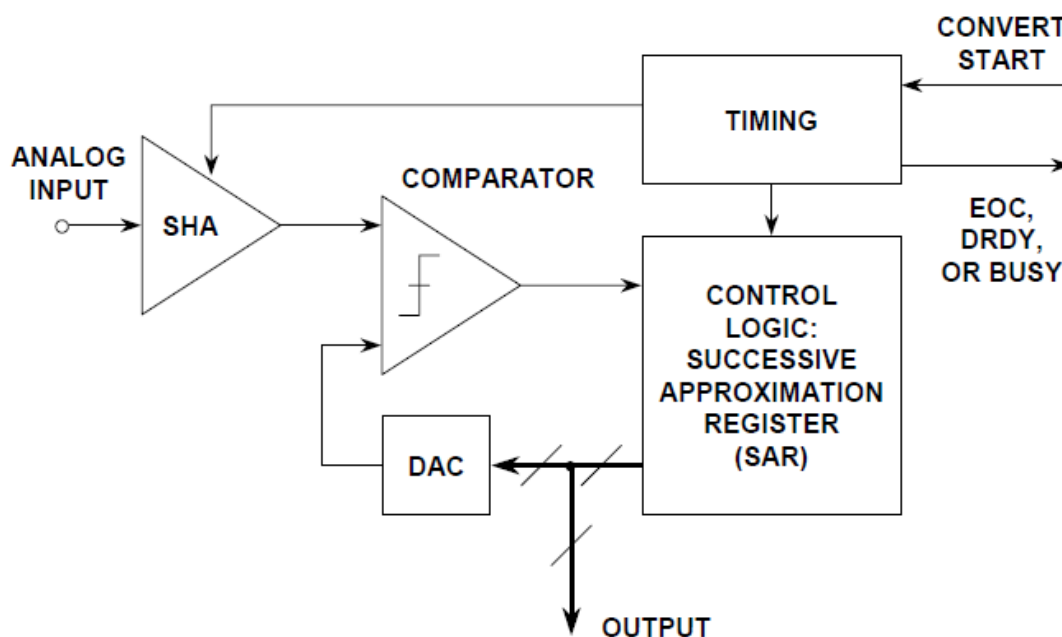 CONVERT
START
TIMING
ANALOG
INPUT
COMPARATOR
SHA
EOC,
DRDY,
OR BUSY
CONTROL
LOGIC:
SUCCESSIVE
APPROXIMATION
REGISTER
(SAR)
DAC
OUTPUT